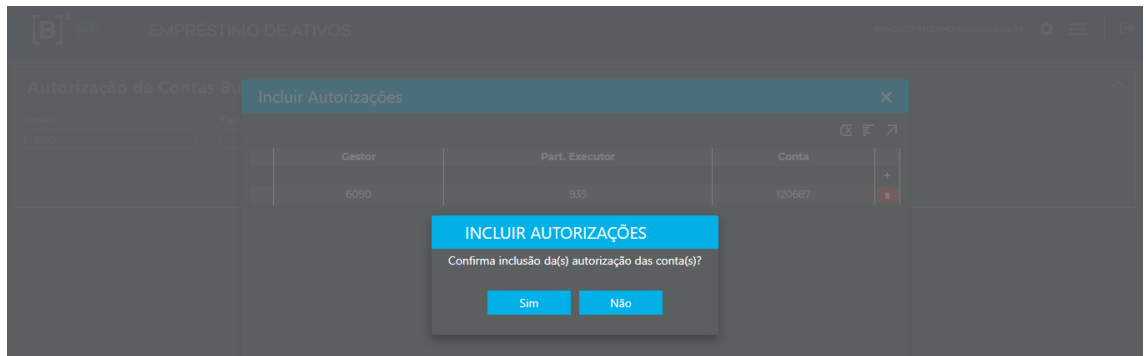 [B]³
EMPRÉSTIMO DE ATIVOS
Autorização de Contas Bu
Incluir Autorizações
Gestor Part. Executor Conta
6090 935 120687
INCLUIR AUTORIZAÇÕES
Confirma inclusão da(s) autorização das conta(s)?
Sim Não